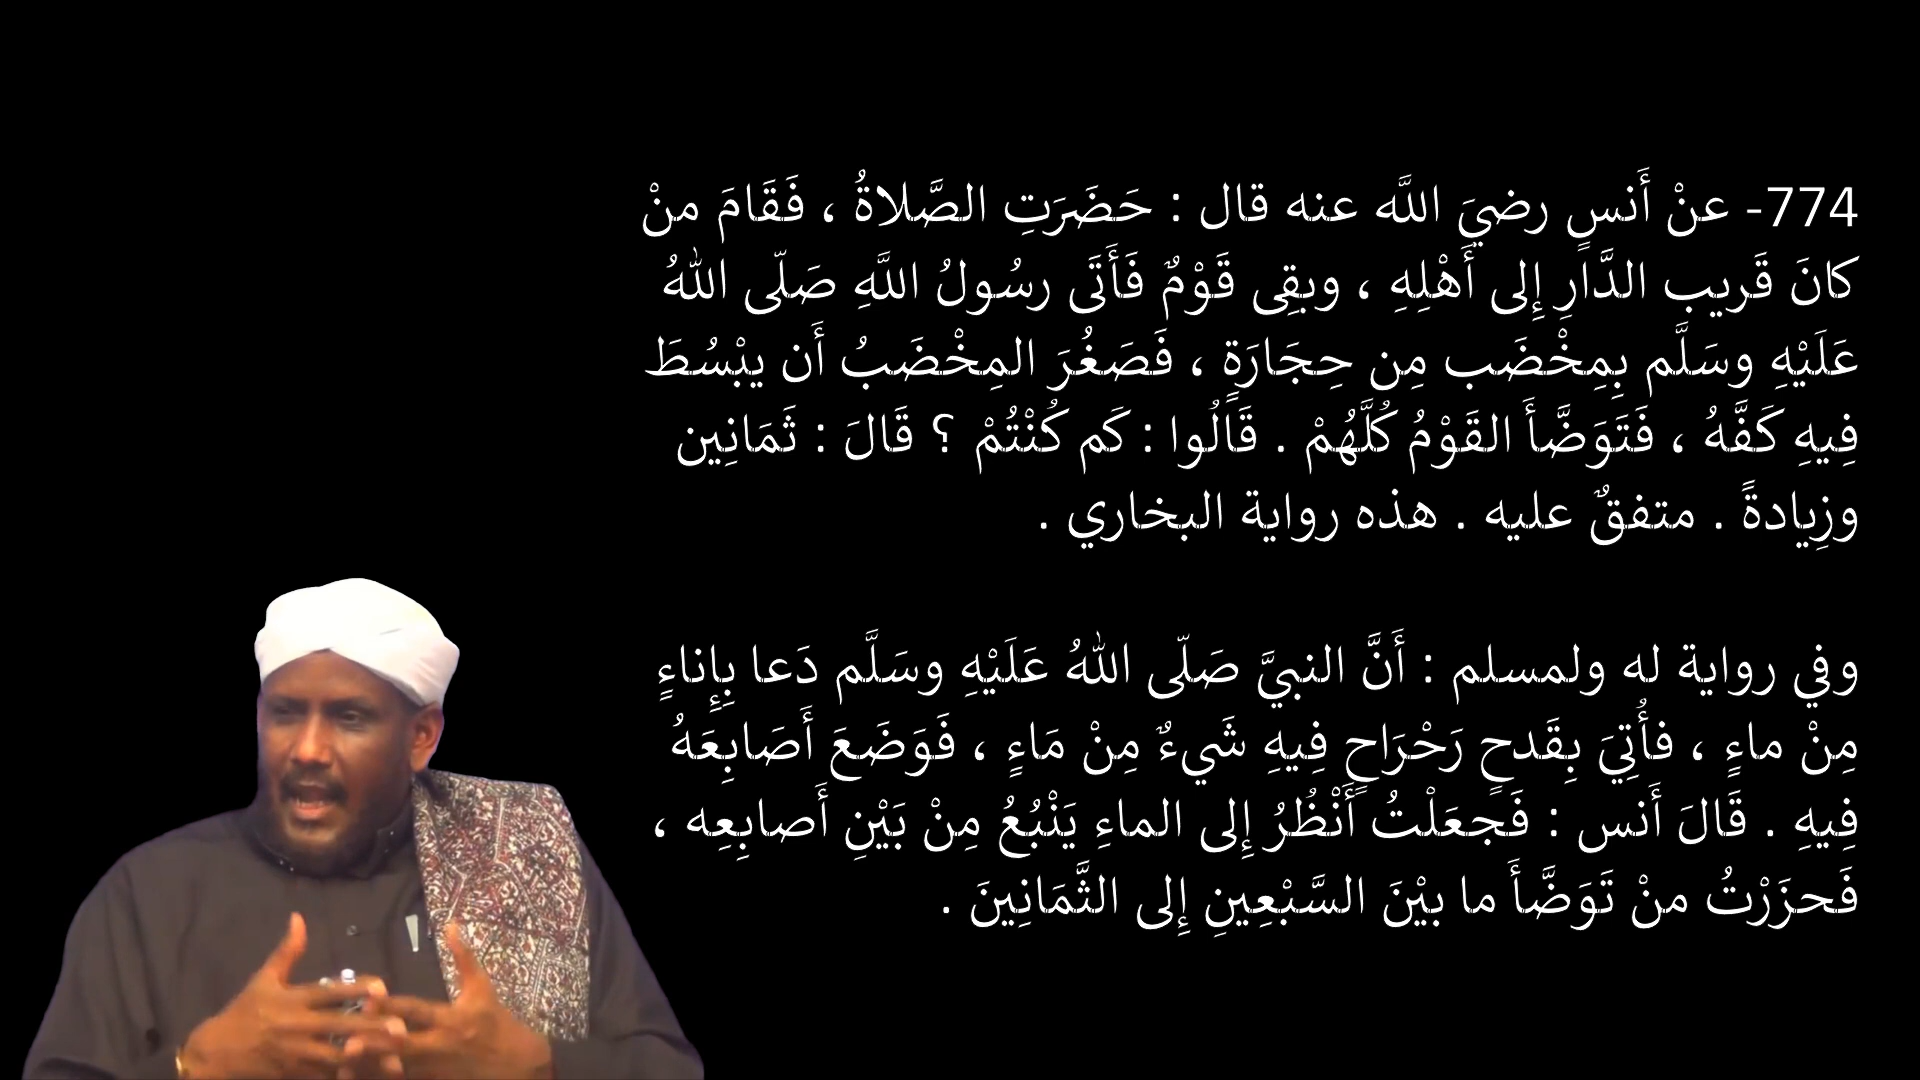 774- عنْ أَنسٍ رضيَ اللَّه عنه قال : حَضَرَتِ الصَّلاةُ ، فَقَامَ منْ
كانَ قَريب الدَّارِ إِلى أَهْلِهِ ، وبقِى قَوْمٌ فَأَتَى رسُولُ اللَّهِ صَلّى اللهُ
عَلَيْهِ وسَلَّم بِمِخْضَب مِن حِجَارَةٍ ، فَصَغُرَ المِخْضَبُ أَن يبْسُطَ
فِيهِ كَفَّهُ ، فَتَوَضَّأَ القَوْمُ كُلَّهُمْ . قَالُوا : كَم كُنْتُمْ ؟ قَالَ : ثَمَانِين
وزِيادةً . متفقٌ عليه . هذه رواية البخاري .
وفي رواية له ولمسلم : أَنَّ النبيَّ صَلّى اللهُ عَلَيْهِ وسَلَّم دَعا بِإِناءٍ
مِنْ ماءٍ ، فأُتِيَ بِقَدحٍ رَحْرَاحٍ فِيهِ شَيءٌ مِنْ مَاءٍ ، فَوَضَعَ أَصَابِعَهُ
فِيهِ . قَالَ أَنس : فَجعَلْتُ أَنْظُرُ إِلى الماءِ يَنْبُعُ مِنْ بَيْنِ أَصابِعِه ،
فَحزَرْتُ منْ تَوَضَّأَ ما بيْنَ السَّبْعِينِ إِلى الثَّمَانِينَ .